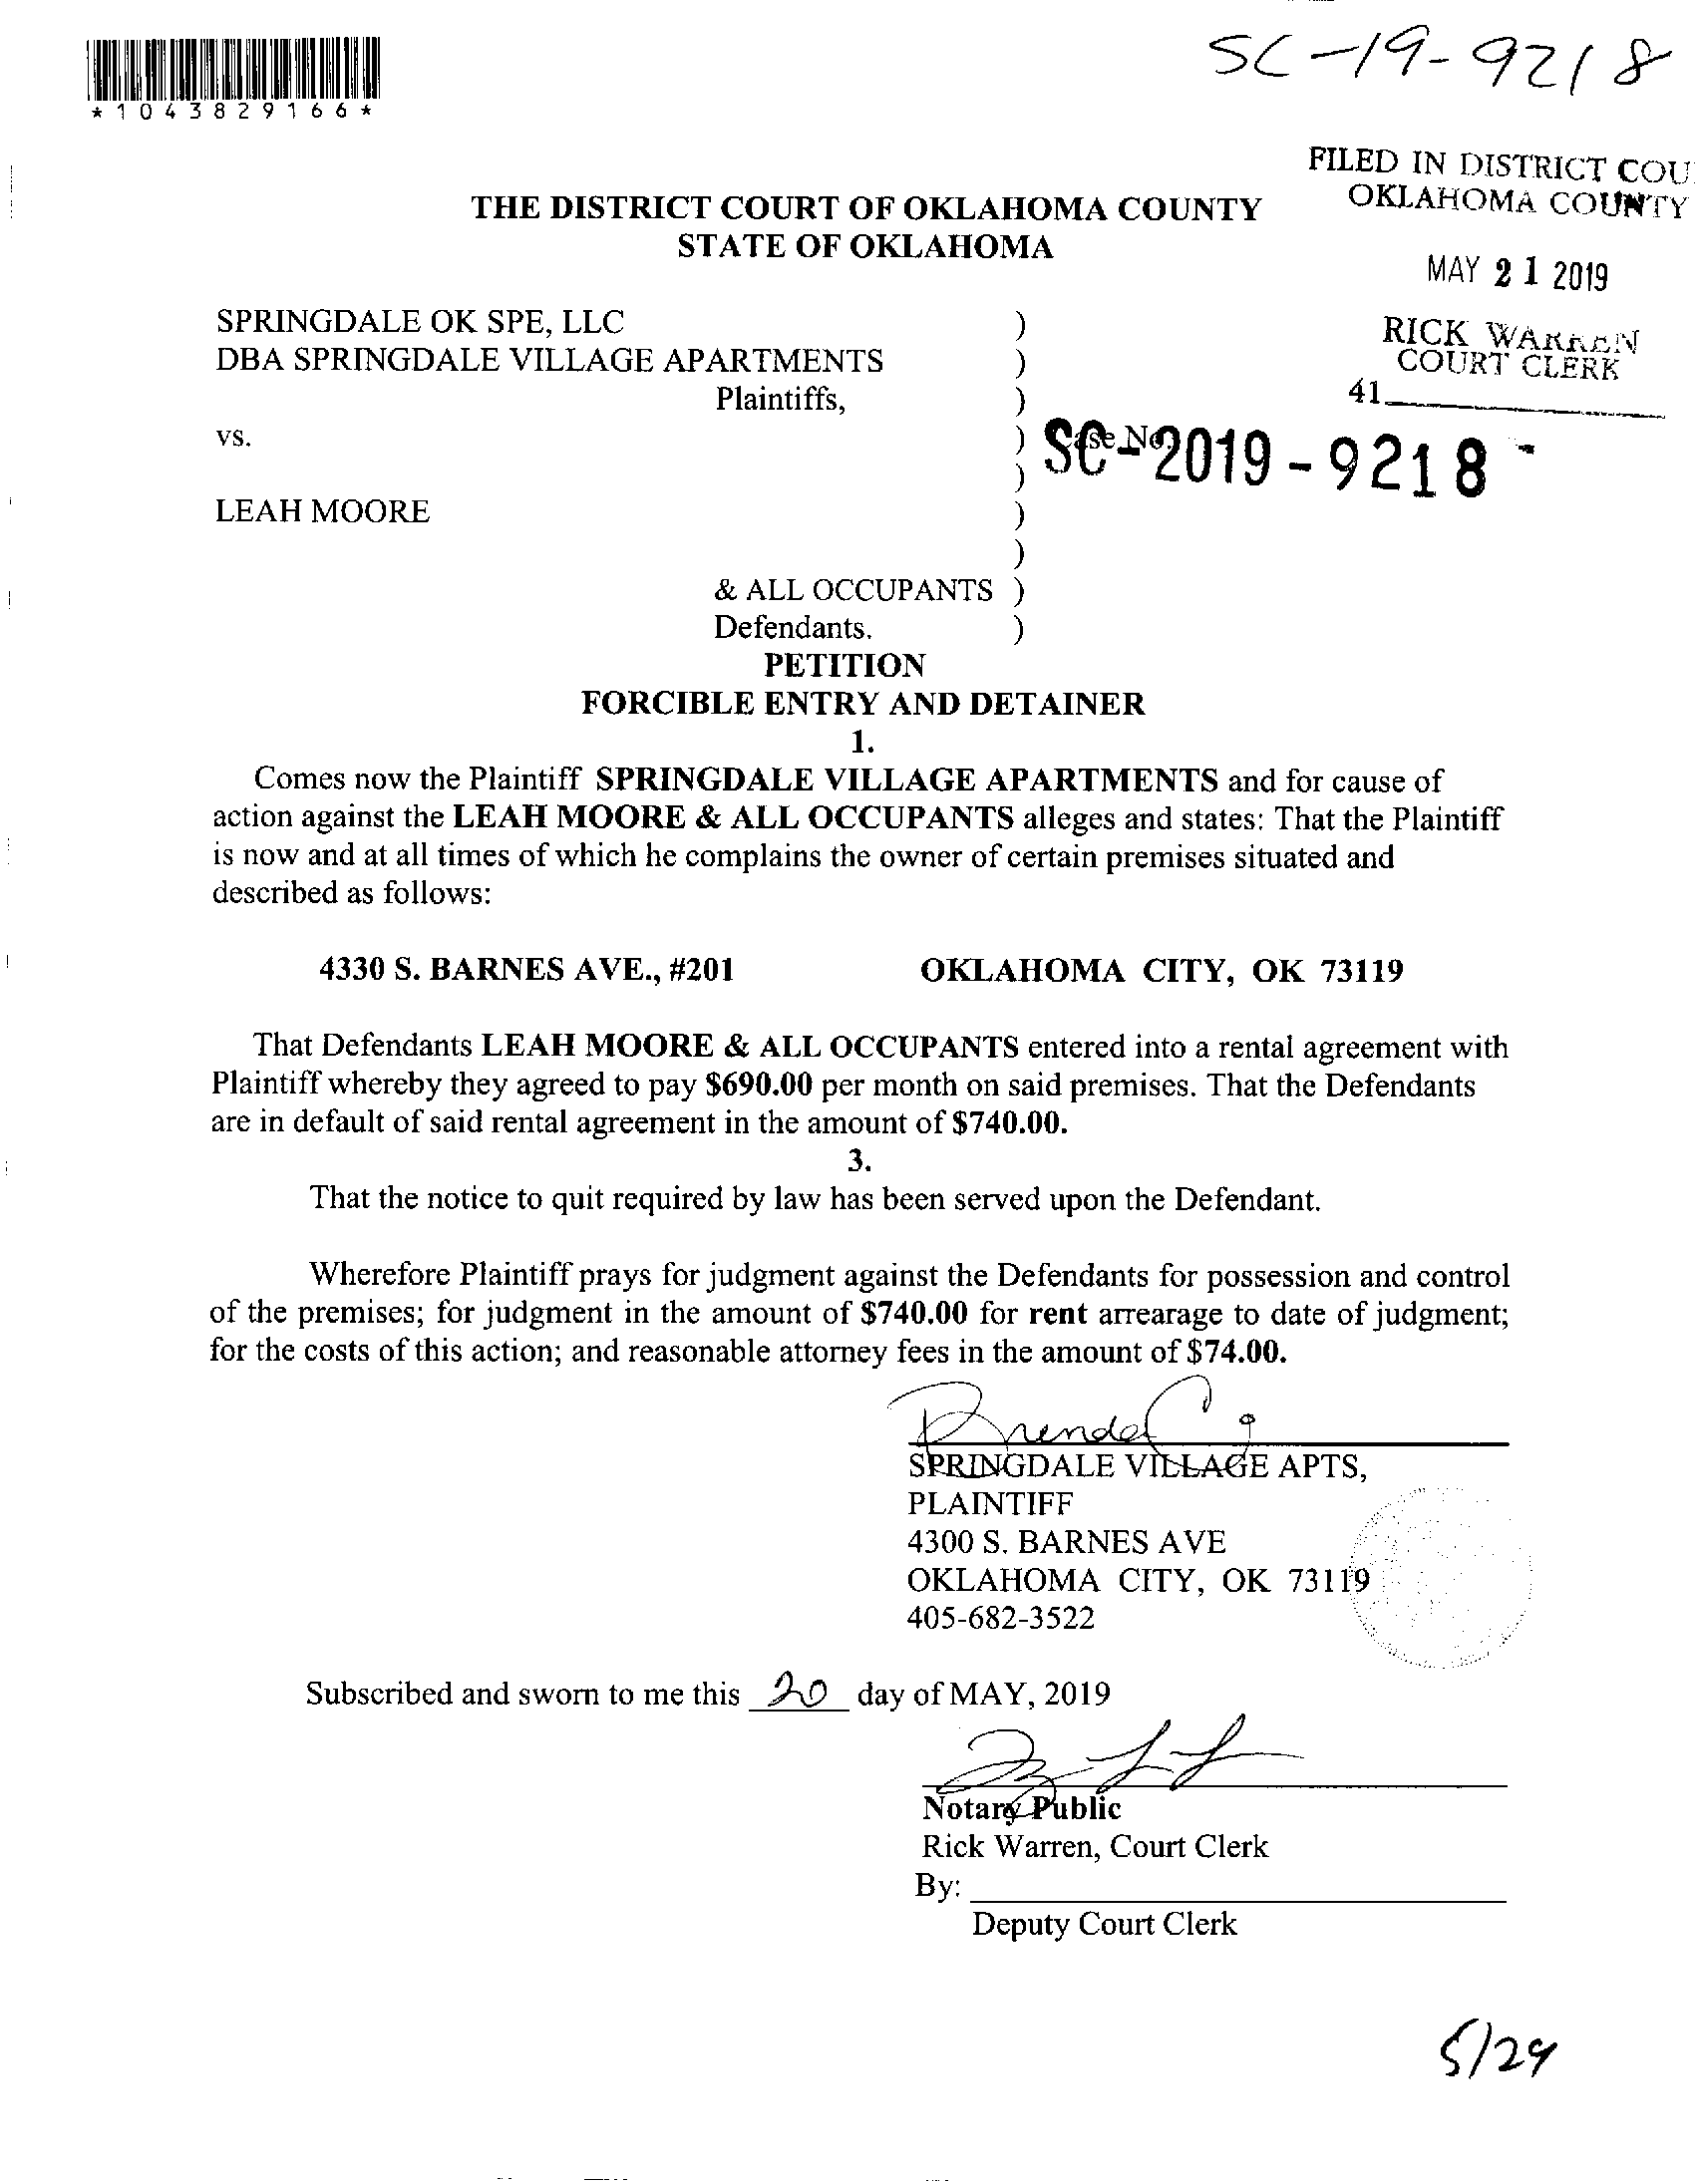 SC-19-9218
*1043829166*
FILED IN DISTRICT COU
OKLAHOMA COUNTY
THE DISTRICT COURT OF OKLAHOMA COUNTY
STATE OF OKLAHOMA
MAY 21 2019
RICK WARREN
COURT CLERK
41
SPRINGDALE OK SPE, LLC )
DBA SPRINGDALE VILLAGE APARTMENTS )
Plaintiffs, )
vs. ) Case No.
SC-2019-9218
)
LEAH MOORE )
)
& ALL OCCUPANTS )
Defendants. )
PETITION
FORCIBLE ENTRY AND DETAINER
1.
Comes now the Plaintiff SPRINGDALE VILLAGE APARTMENTS and for cause of
action against the LEAH MOORE & ALL OCCUPANTS alleges and states: That the Plaintiff
is now and at all times of which he complains the owner of certain premises situated and
described as follows:
4330 S. BARNES AVE., #201 OKLAHOMA CITY, OK 73119
That Defendants LEAH MOORE & ALL OCCUPANTS entered into a rental agreement with
Plaintiff whereby they agreed to pay $690.00 per month on said premises. That the Defendants
are in default of said rental agreement in the amount of $740.00.
3.
That the notice to quit required by law has been served upon the Defendant.
Wherefore Plaintiff prays for judgment against the Defendants for possession and control
of the premises; for judgment in the amount of $740.00 for rent arrearage to date of judgment;
for the costs of this action; and reasonable attorney fees in the amount of $74.00.
Brenda
SPRINGDALE VILLAGE APTS,
PLAINTIFF
4300 S. BARNES AVE
OKLAHOMA CITY, OK 73119
405-682-3522
Subscribed and sworn to me this 20 day of MAY, 2019
Notary Public
Rick Warren, Court Clerk
By:
Deputy Court Clerk
5/29